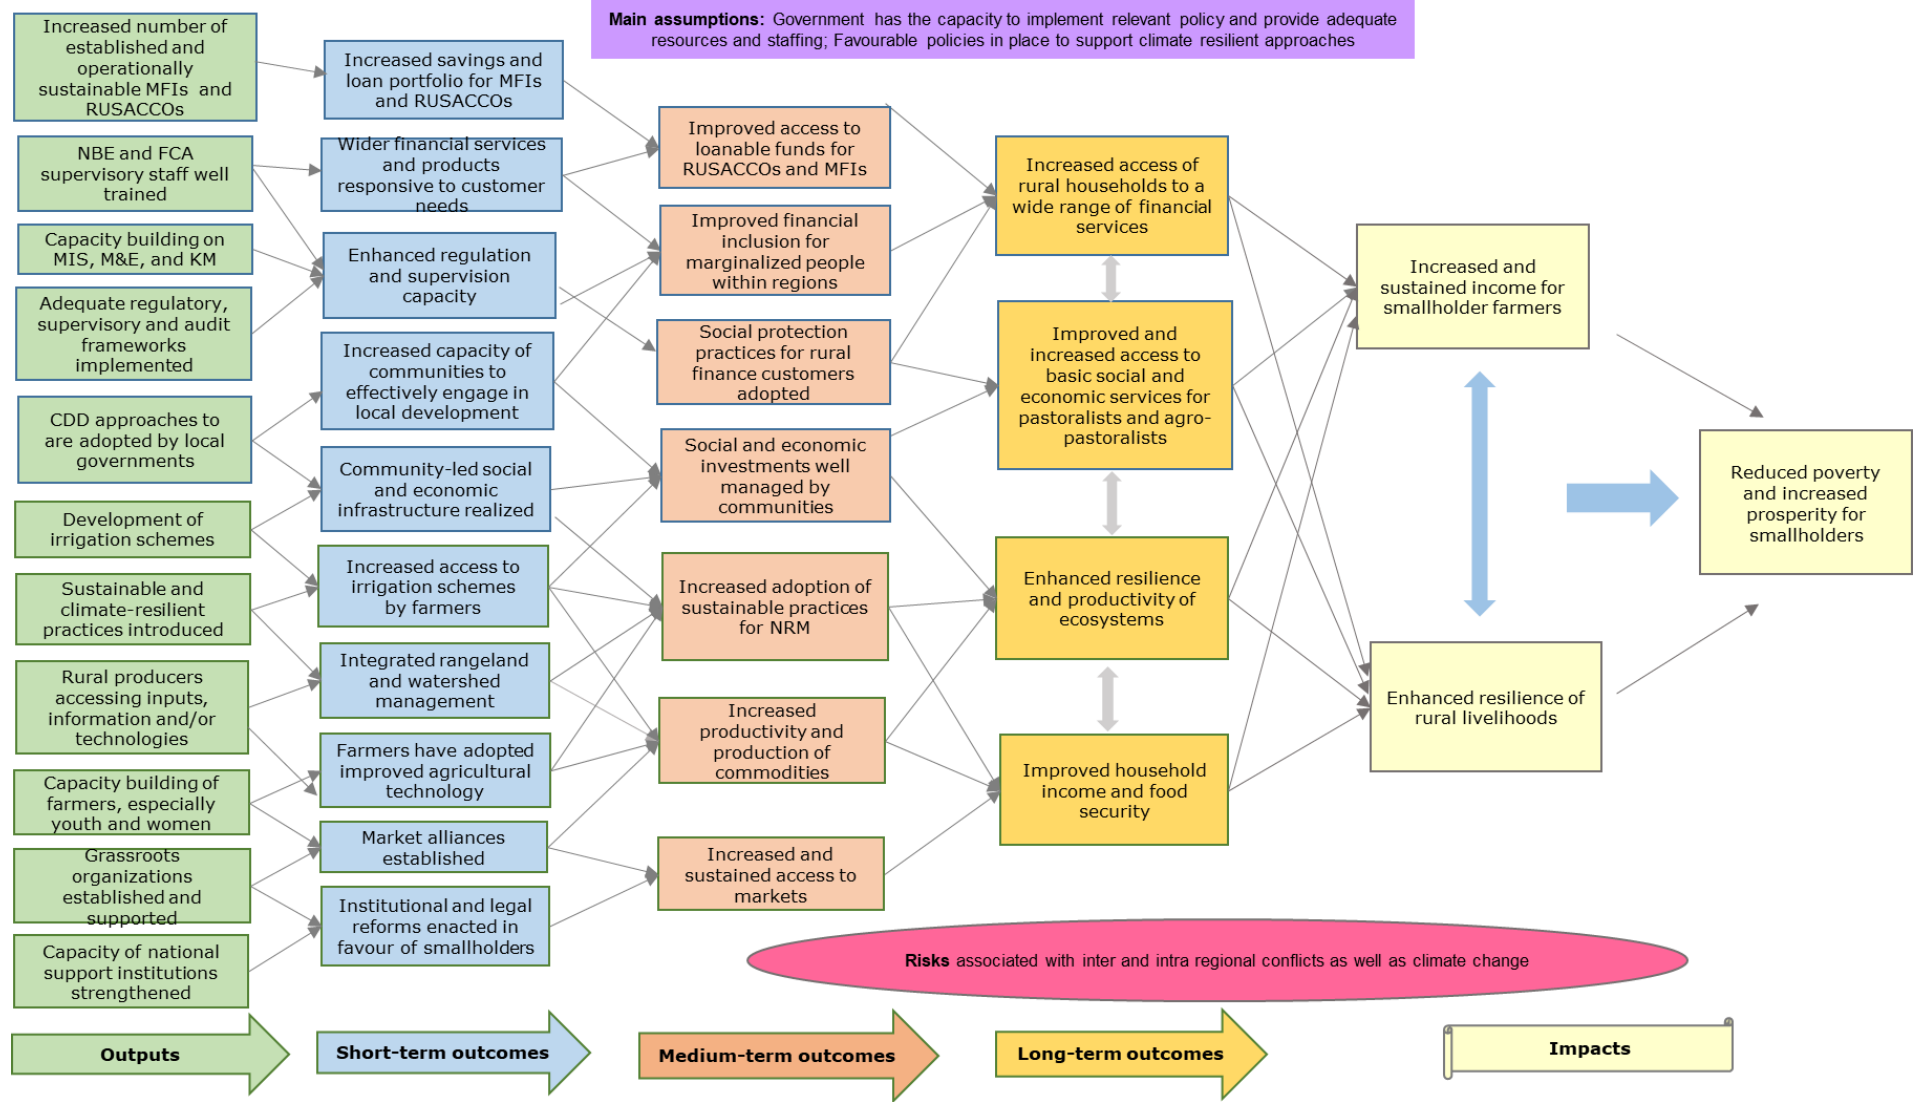 Main assumptions: Government has the capacity to implement relevant policy and provide adequate
resources and staffing; Favourable policies in place to support climate resilient approaches
Increased number of
established and
operationally
sustainable MFIs and
RUSACCOs
NBE and FCA
supervisory staff well
trained
Capacity building on
MIS, M&E, and KM
Adequate regulatory,
supervisory and audit
frameworks
implemented
CDD approaches to
are adopted by local
governments
Development of
irrigation schemes
Sustainable and
climate-resilient
practices introduced
Rural producers
accessing inputs,
information and/or
technologies
Capacity building of
farmers, especially
youth and women
Grassroots
organizations
established and
supported
Capacity of national
support institutions
strengthened
Increased savings and
loan portfolio for MFIs
and RUSACCOs
Wider financial services
and products
responsive to customer
needs
Enhanced regulation
and supervision
capacity
Increased capacity of
communities to
effectively engage in
local development
Community-led social
and economic
infrastructure realized
Increased access to
irrigation schemes
by farmers
Integrated rangeland
and watershed
management
Farmers have adopted
improved agricultural
technology
Market alliances
established
Institutional and legal
reforms enacted in
favour of smallholders
Improved access to
loanable funds for
RUSACCOs and MFIs
Improved financial
inclusion for
marginalized people
within regions
Social protection
practices for rural
finance customers
adopted
Social and economic
investments well
managed by
communities
Increased adoption of
sustainable practices
for NRM
Increased
productivity and
production of
commodities
Increased and
sustained access to
markets
Increased access of
rural households to a
wide range of financial
services
Improved and
increased access to
basic social and
economic services for
pastoralists and agro-
pastoralists
Enhanced resilience
and productivity of
ecosystems
Improved household
income and food
security
Increased and
sustained income for
smallholder farmers
Enhanced resilience of
rural livelihoods
Reduced poverty
and increased
prosperity for
smallholders
Risks associated with inter and intra regional conflicts as well as climate change
Outputs
Short-term outcomes
Medium-term outcomes
Long-term outcomes
Impacts